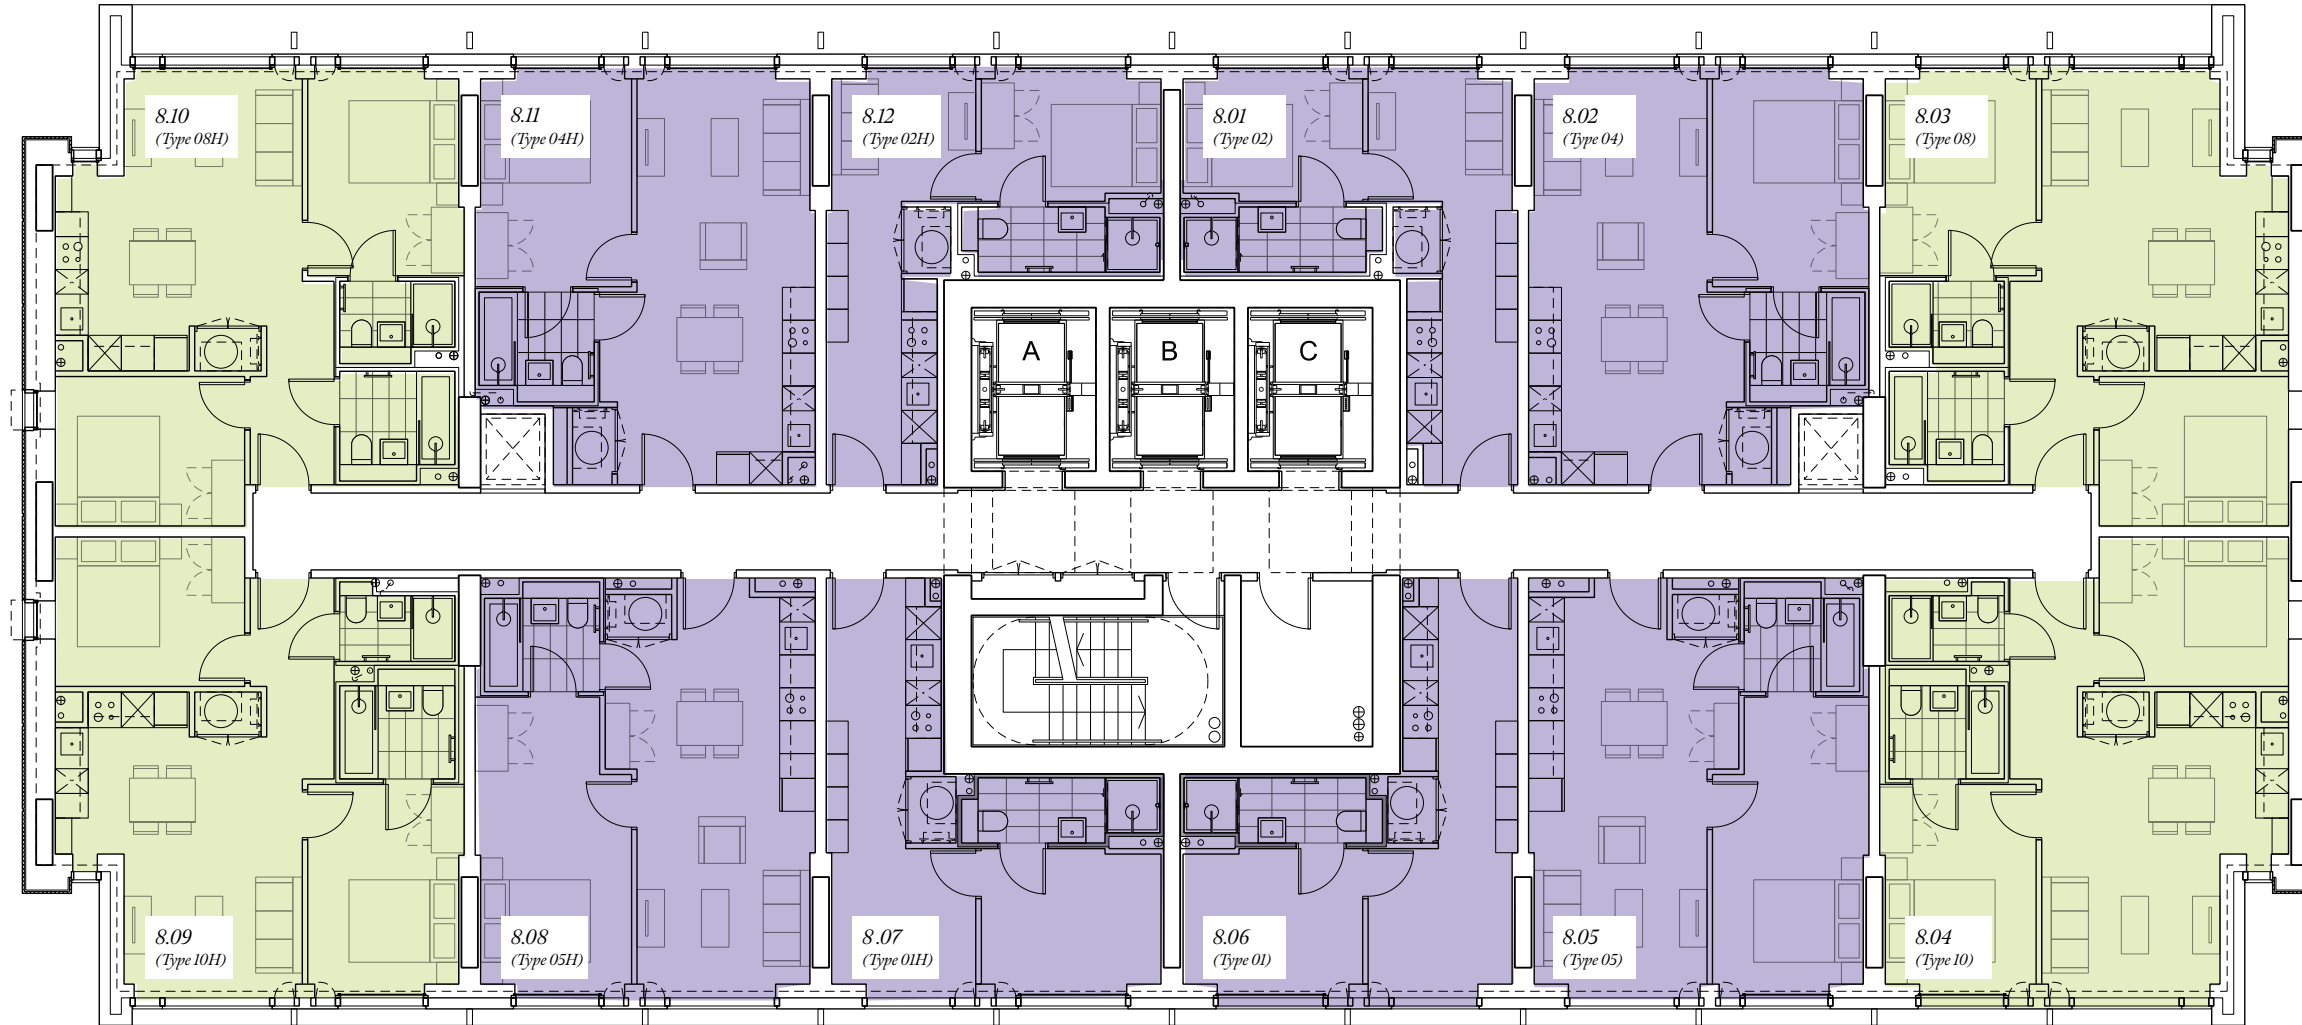 8.10
(Type 08H)
8.11
(Type 04H)
8.12
(Type 02H)
8.01
(Type 02)
8.02
(Type 04)
8.03
(Type 08)
A
B
C
8.09
(Type 10H)
8.08
(Type 05H)
8.07
(Type 01H)
8.06
(Type 01)
8.05
(Type 05)
8.04
(Type 10)